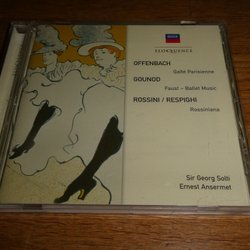 DECCA
ELOQUENCE
OFFENBACH
Gaîté Parisienne
GOUNOD
Faust – Ballet Music
ROSSINI / RESPIGHI
Rossiniana
Sir Georg Solti
Ernest Ansermet